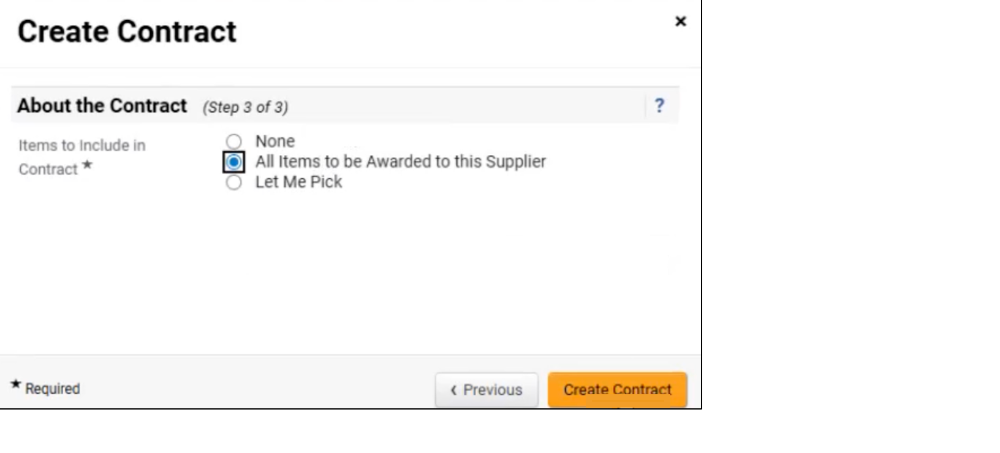 Create Contract
×
About the Contract (Step 3 of 3) ?
Items to Include in
Contract ★
None
All Items to be Awarded to this Supplier
Let Me Pick
★ Required
‹ Previous
Create Contract